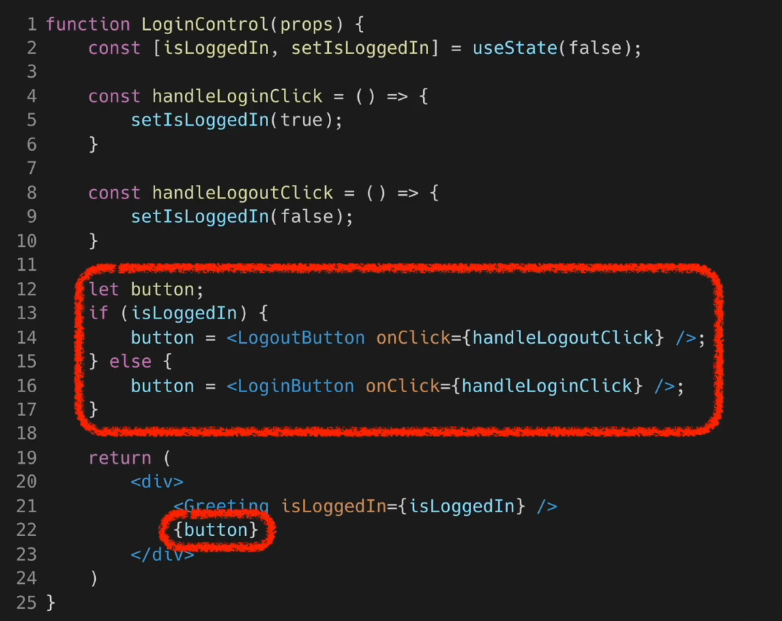 1 function LoginControl(props) {
2     const [isLoggedIn, setIsLoggedIn] = useState(false);
3
4     const handleLoginClick = () => {
5         setIsLoggedIn(true);
6     }
7
8     const handleLogoutClick = () => {
9         setIsLoggedIn(false);
10     }
11
12     let button;
13     if (isLoggedIn) {
14         button = <LogoutButton onClick={handleLogoutClick} />;
15     } else {
16         button = <LoginButton onClick={handleLoginClick} />;
17     }
18
19     return (
20         <div>
21             <Greeting isLoggedIn={isLoggedIn} />
22             {button}
23         </div>
24     )
25 }